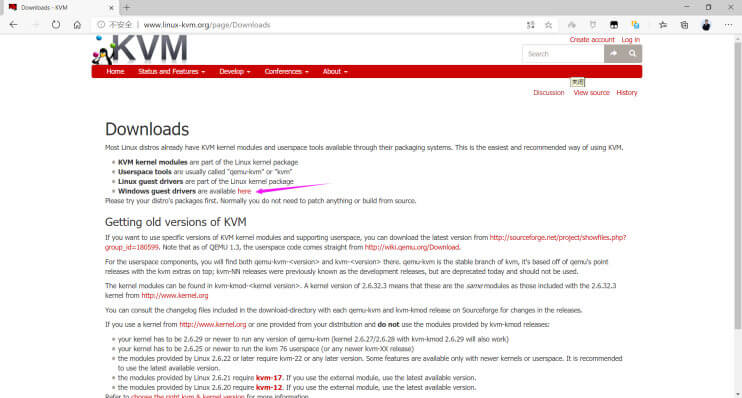 Downloads - KVM
不安全 | www.linux-kvm.org/page/Downloads
KVM
Create account Log in
Search
Home Status and Features Develop Conferences About
Discussion View source History
Downloads
Most Linux distros already have KVM kernel modules and userspace tools available through their packaging systems. This is the easiest and recommended way of using KVM.
KVM kernel modules are part of the Linux kernel package
Userspace tools are usually called "qemu-kvm" or "kvm"
Linux guest drivers are part of the Linux kernel package
Windows guest drivers are available here
Please try your distro's packages first. Normally you do not need to patch anything or build from source.
Getting old versions of KVM
If you want to use specific versions of KVM kernel modules and supporting userspace, you can download the latest version from http://sourceforge.net/project/showfiles.php?
group_id=180599. Note that as of QEMU 1.3, the userspace code comes straight from http://wiki.qemu.org/Download.
For the userspace components, you will find both qemu-kvm-<version> and kvm-<version> there. qemu-kvm is the stable branch of kvm, it's based off of qemu's point
releases with the kvm extras on top; kvm-NN releases were previously known as the development releases, but are deprecated today and should not be used.
The kernel modules can be found in kvm-kmod-<kernel version>. A kernel version of 2.6.32.3 means that these are the same modules as those included with the 2.6.32.3
kernel from http://www.kernel.org
You can consult the changelog files included in the download-directory with each qemu-kvm and kvm-kmod release on Sourceforge for changes in the releases.
If you use a kernel from http://www.kernel.org or one provided from your distribution and do not use the modules provided by kvm-kmod releases:
your kernel has to be 2.6.29 or newer to run any version of qemu-kvm (kernel 2.6.27/2.6.28 with kvm-kmod 2.6.29 will also work)
your kernel has to be 2.6.25 or newer to run the kvm 76 userspace (or any newer kvm-XX release)
the modules provided by Linux 2.6.22 or later require kvm-22 or any later version. Some features are available only with newer kernels or userspace. It is recommended
to use the latest available version.
the modules provided by Linux 2.6.21 require kvm-17. If you use the external module, use the latest available version.
the modules provided by Linux 2.6.20 require kvm-12. If you use the external module, use the latest available version.
Refer to choose the right kvm & kernel version for more information.